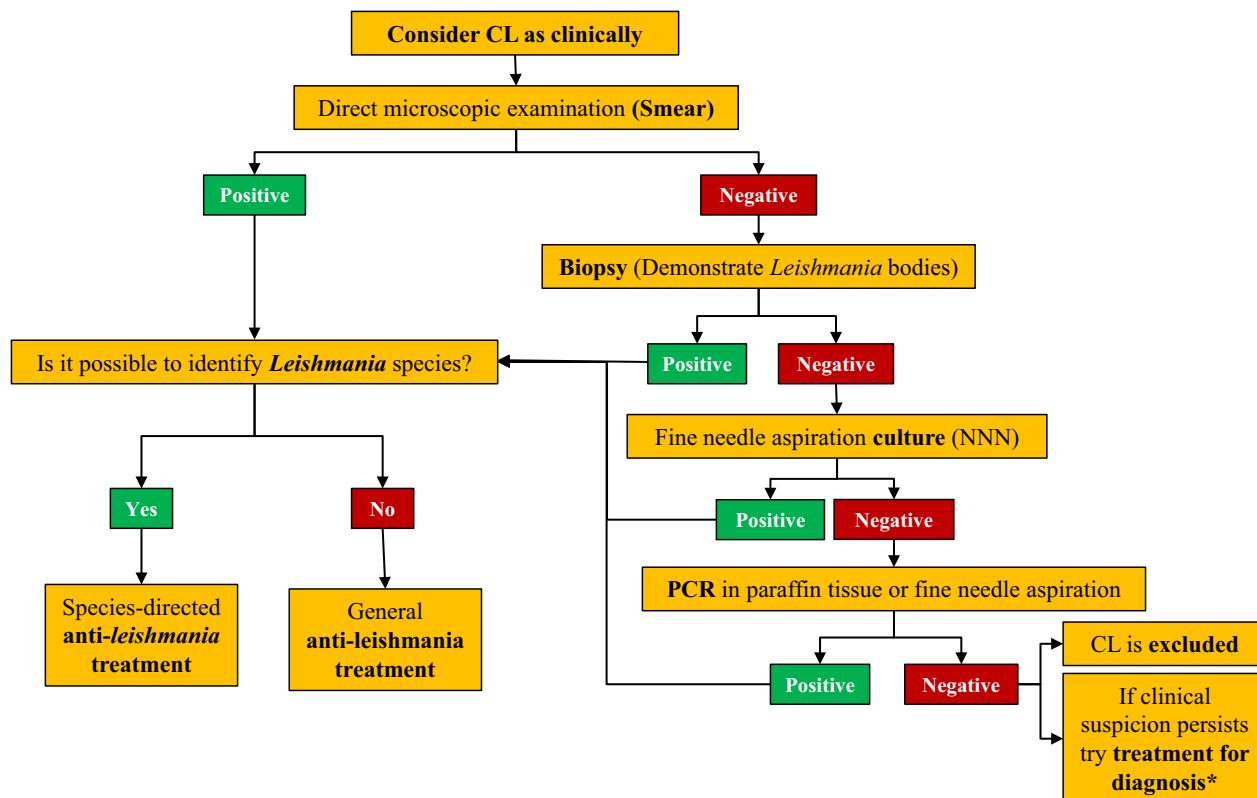 Consider CL as clinically
Direct microscopic examination (Smear)
Positive
Negative
Biopsy (Demonstrate Leishmania bodies)
Is it possible to identify Leishmania species?
Positive
Negative
Fine needle aspiration culture (NNN)
Yes
No
Positive
Negative
PCR in paraffin tissue or fine needle aspiration
Species-directed
anti-leishmania
treatment
General
anti-leishmania
treatment
Positive
Negative
CL is excluded
If clinical
suspicion persists
try treatment for
diagnosis*